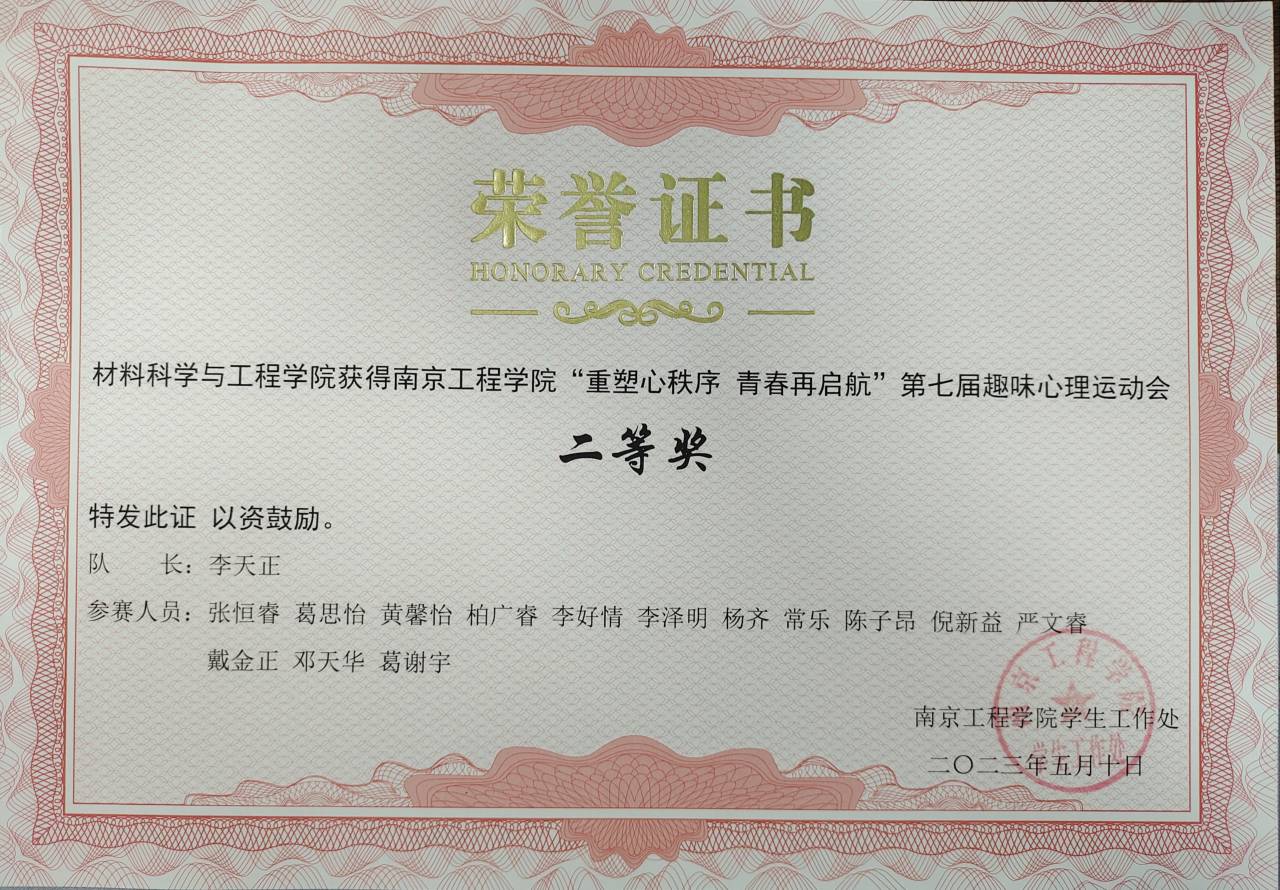 荣誉证书
HONORARY CREDENTIAL
材料科学与工程学院获得南京工程学院“重塑心秩序 青春再启航”第七届趣味心理运动会
二等奖
特发此证 以资鼓励。
队 长：李天正
参赛人员：张恒睿 葛思怡 黄馨怡 柏广睿 李好情 李泽明 杨齐 常乐 陈子昂 倪新益 严文睿
戴金正 邓天华 葛谢宇
南京工程学院学生工作处
二〇二三年五月十日
南京工程学院
学生工作处